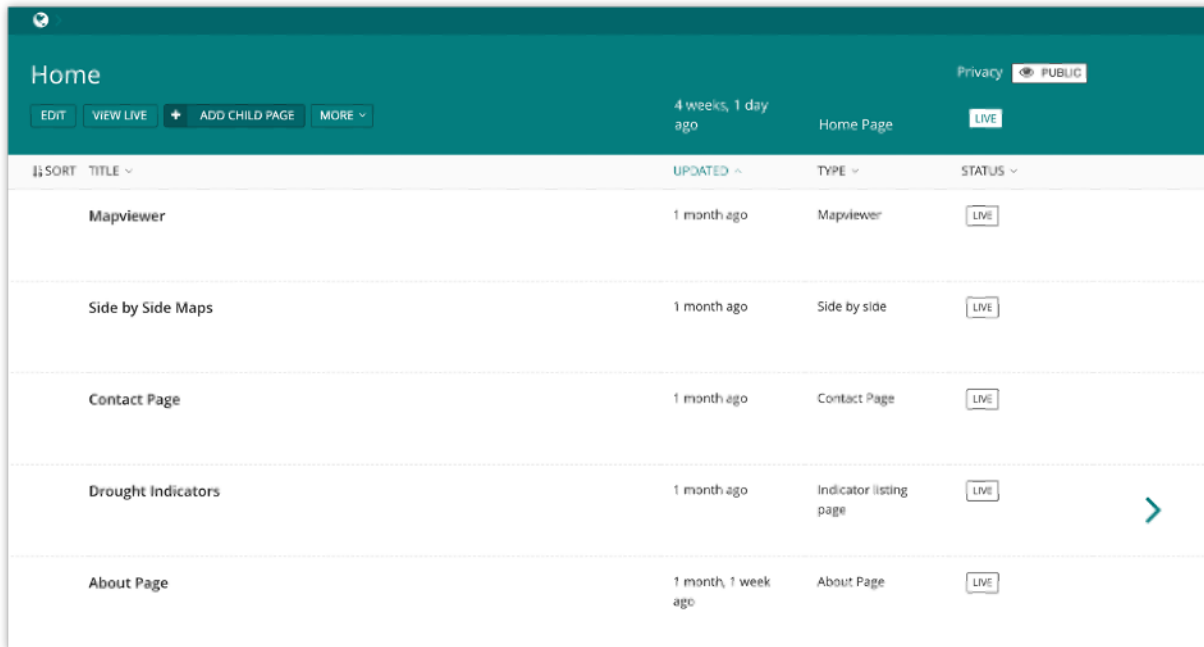 Home
Privacy PUBLIC
EDIT VIEW LIVE + ADD CHILD PAGE MORE
4 weeks, 1 day
ago
Home Page
LIVE
SORT TITLE UPDATED TYPE STATUS
Mapviewer 1 month ago Mapviewer LIVE
Side by Side Maps 1 month ago Side by side LIVE
Contact Page 1 month ago Contact Page LIVE
Drought Indicators 1 month ago Indicator listing LIVE
page
About Page 1 month, 1 week About Page LIVE
ago